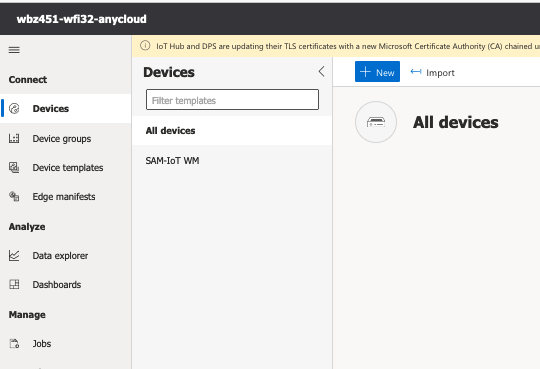 wbz451-wfi32-anycloud
IoT Hub and DPS are updating their TLS certificates with a new Microsoft Certificate Authority (CA) chained
Connect
Devices
Device groups
Device templates
Edge manifests
Analyze
Data explorer
Dashboards
Manage
Jobs
Devices
Filter templates
All devices
SAM-IoT WM
New
Import
All devices